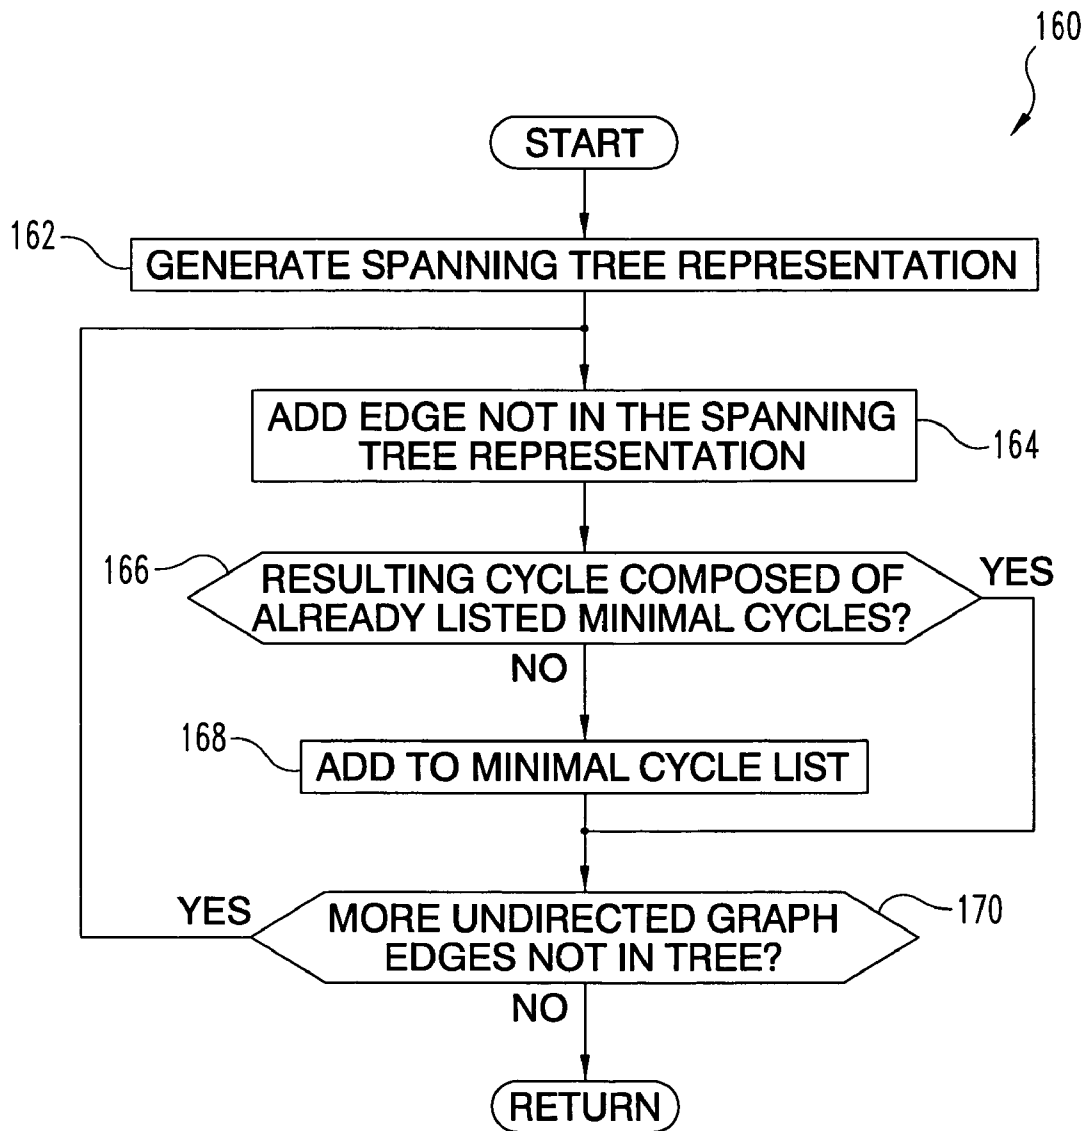 160
START
162
GENERATE SPANNING TREE REPRESENTATION
ADD EDGE NOT IN THE SPANNING
TREE REPRESENTATION
164
166
RESULTING CYCLE COMPOSED OF
ALREADY LISTED MINIMAL CYCLES?
YES
NO
168
ADD TO MINIMAL CYCLE LIST
YES
MORE UNDIRECTED GRAPH
EDGES NOT IN TREE?
170
NO
RETURN